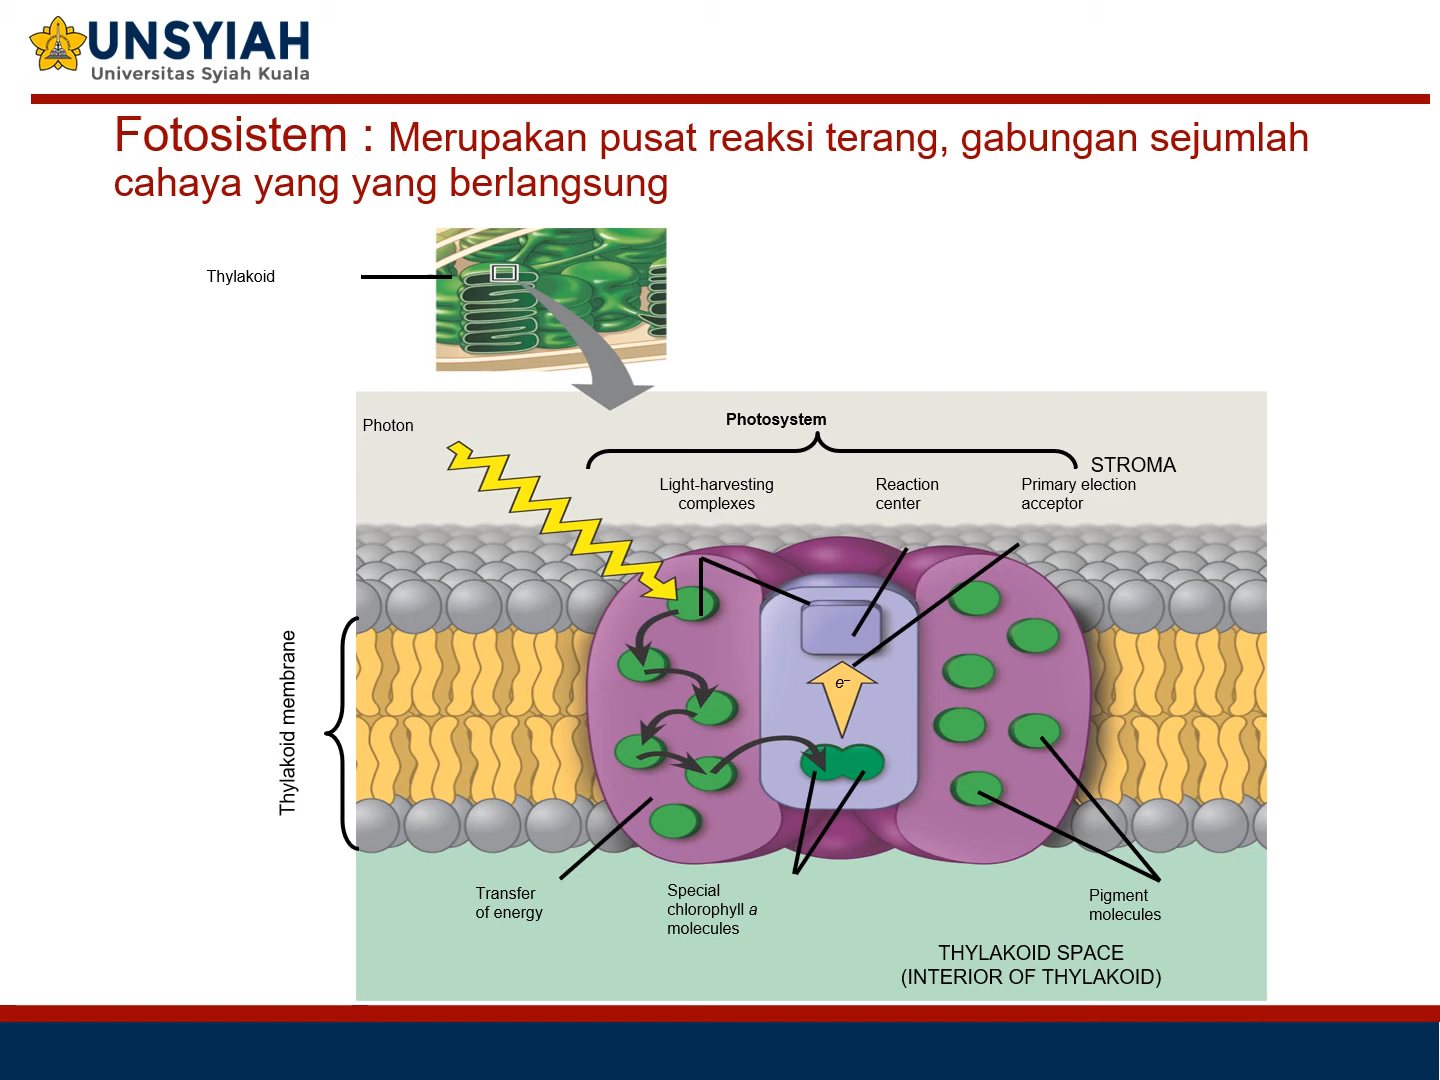 UNSYIAH
Universitas Syiah Kuala
Fotosistem : Merupakan pusat reaksi terang, gabungan sejumlah
cahaya yang yang berlangsung
Thylakoid
Photon
Photosystem
STROMA
Light-harvesting
complexes
Reaction
center
Primary election
acceptor
Thylakoid membrane
e–
Transfer
of energy
Special
chlorophyll a
molecules
Pigment
molecules
THYLAKOID SPACE
(INTERIOR OF THYLAKOID)